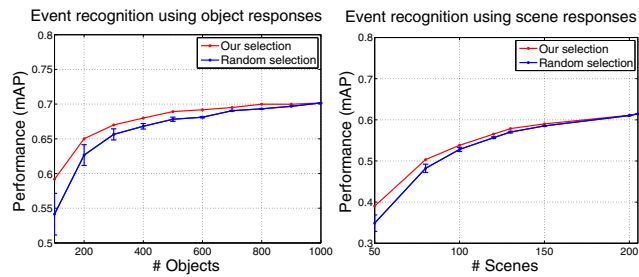 Event recognition using object responses
Event recognition using scene responses
0.8
0.75
0.7
0.65
0.6
0.55
0.5
Performance (mAP)
Our selection
Random selection
200
400
600
800
1000
# Objects
0.8
0.7
0.6
0.5
0.4
0.3
Performance (mAP)
Our selection
Random selection
50
100
150
200
# Scenes